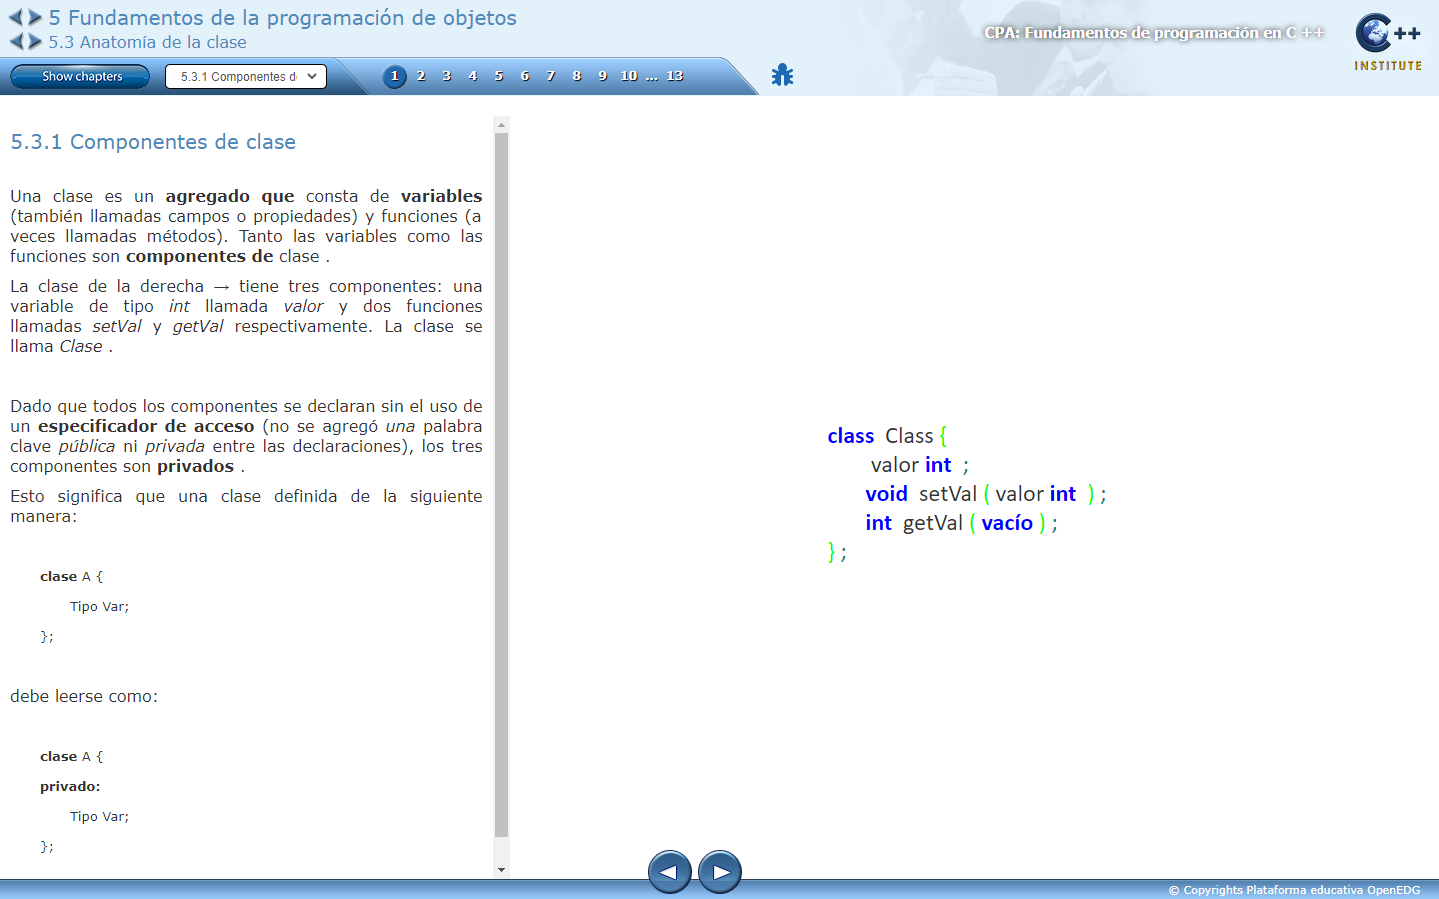 5 Fundamentos de la programación de objetos
5.3 Anatomía de la clase
CPA: Fundamentos de programación en C ++
C++
INSTITUTE
Show chapters
5.3.1 Componentes d
1 2 3 4 5 6 7 8 9 10 ... 13
5.3.1 Componentes de clase
Una clase es un agregado que consta de variables
(también llamadas campos o propiedades) y funciones (a
veces llamadas métodos). Tanto las variables como las
funciones son componentes de clase .
La clase de la derecha → tiene tres componentes: una
variable de tipo int llamada valor y dos funciones
llamadas setVal y getVal respectivamente. La clase se
llama Clase .
Dado que todos los componentes se declaran sin el uso de
un especificador de acceso (no se agregó una palabra
clave pública ni privada entre las declaraciones), los tres
componentes son privados .
Esto significa que una clase definida de la siguiente
manera:
clase A {
Tipo Var;
};
debe leerse como:
clase A {
privado:
Tipo Var;
};
class Class {
valor int ;
void setVal ( valor int ) ;
int getVal ( vacío ) ;
} ;
© Copyrights Plataforma educativa OpenEDG